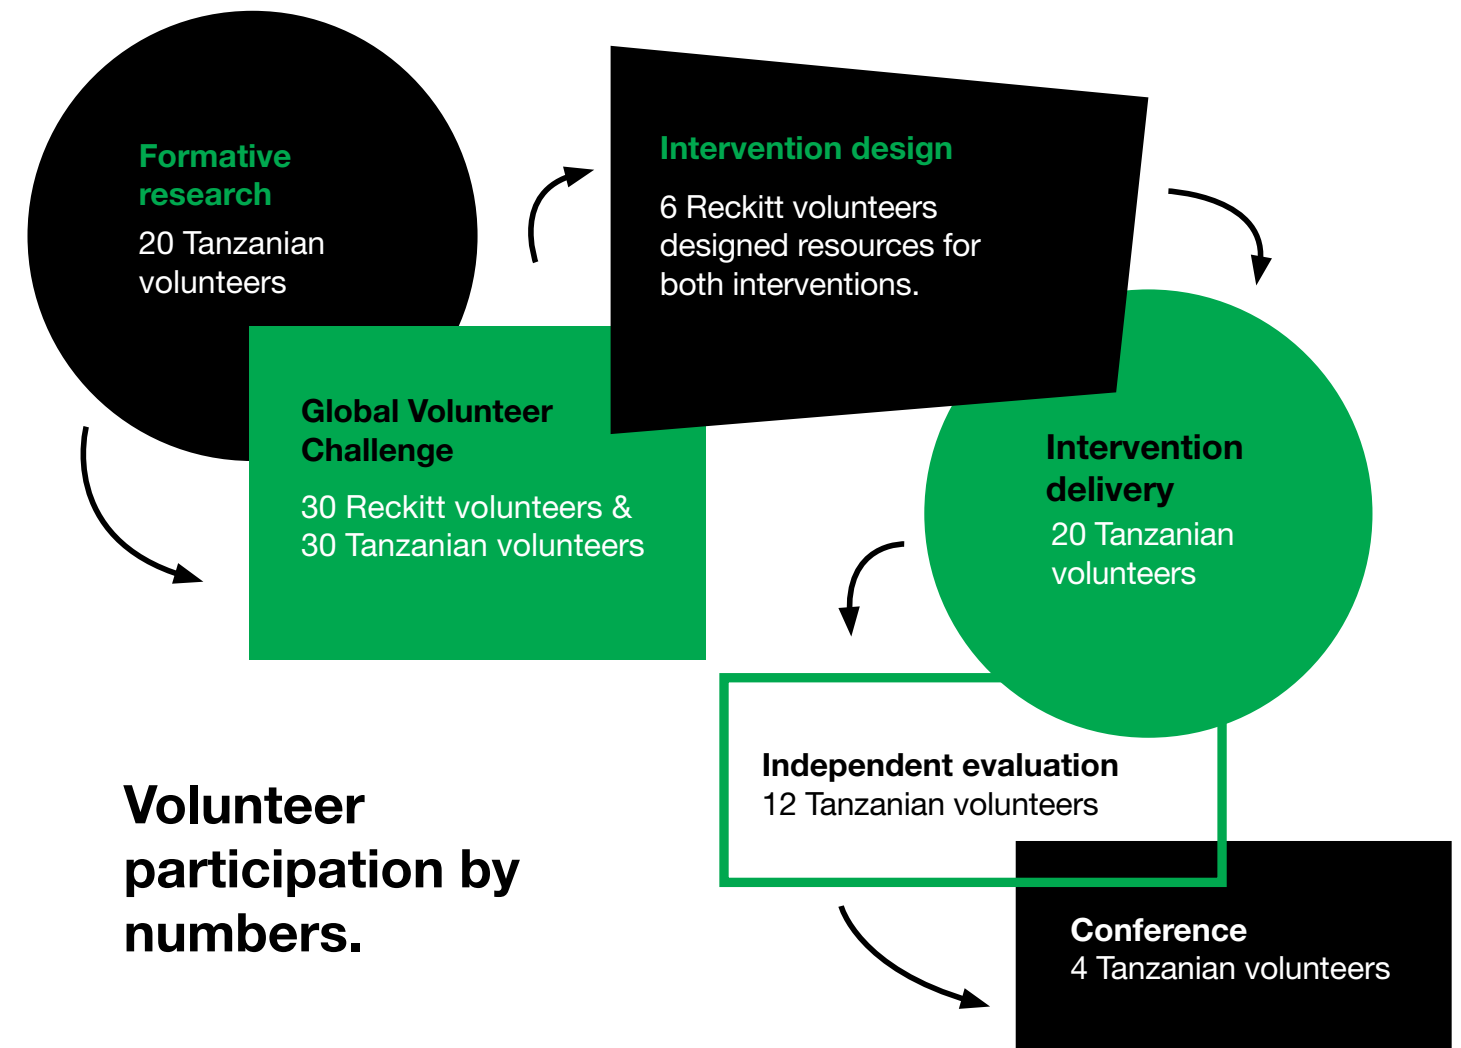 Formative
research
20 Tanzanian
volunteers
Global Volunteer
Challenge
30 Reckitt volunteers &
30 Tanzanian volunteers
Intervention design
6 Reckitt volunteers
designed resources for
both interventions.
Intervention
delivery
20 Tanzanian
volunteers
Independent evaluation
12 Tanzanian volunteers
Conference
4 Tanzanian volunteers
Volunteer
participation by
numbers.